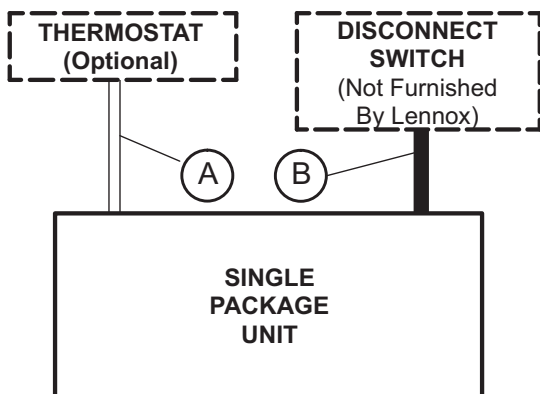 THERMOSTAT
(Optional)
DISCONNECT
SWITCH
(Not Furnished
By Lennox)
A
B
SINGLE
PACKAGE
UNIT